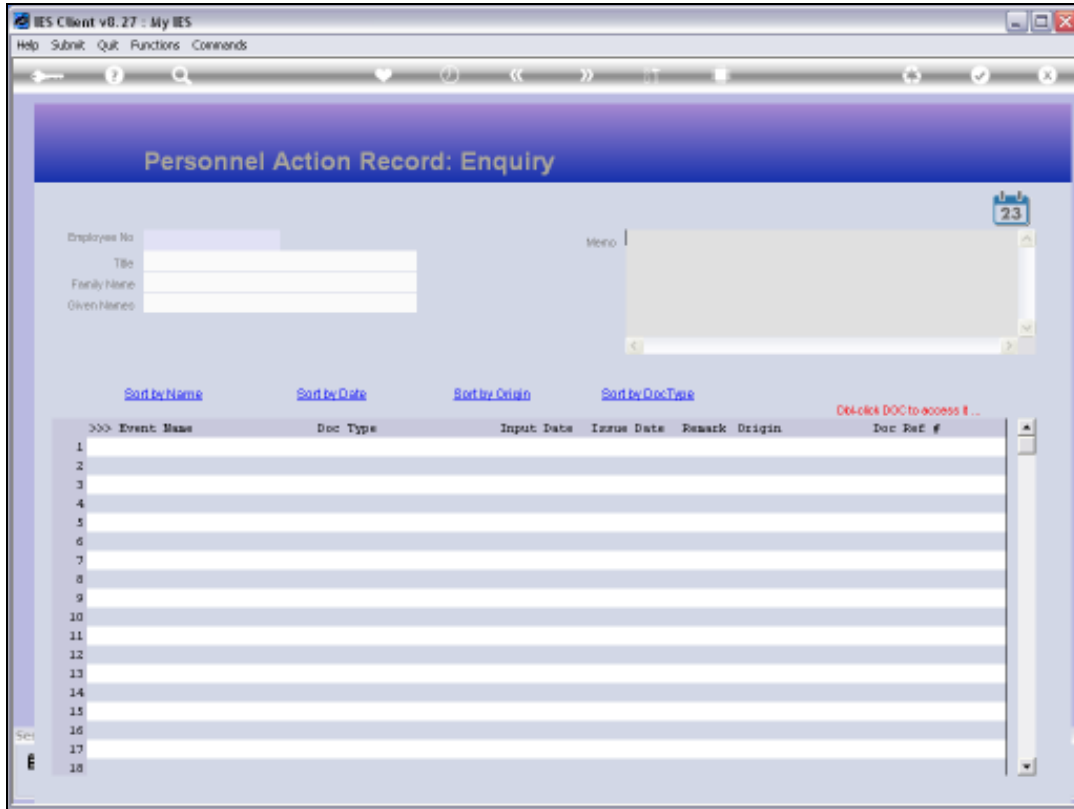 IES Client v8.27 : My IES
Help Submit Quit Functions Commands
Personnel Action Record: Enquiry
23
Employee No
Memo
Title
Family Name
Given Names
Sort by Name Sort by Date Sort by Origin Sort by DocType
Dbl-click DOC to access it ...
>>> Event Name Doc Type Input Date Issue Date Remark Origin Doc Ref #
1
2
3
4
5
6
7
8
9
10
11
12
13
14
15
16
17
18